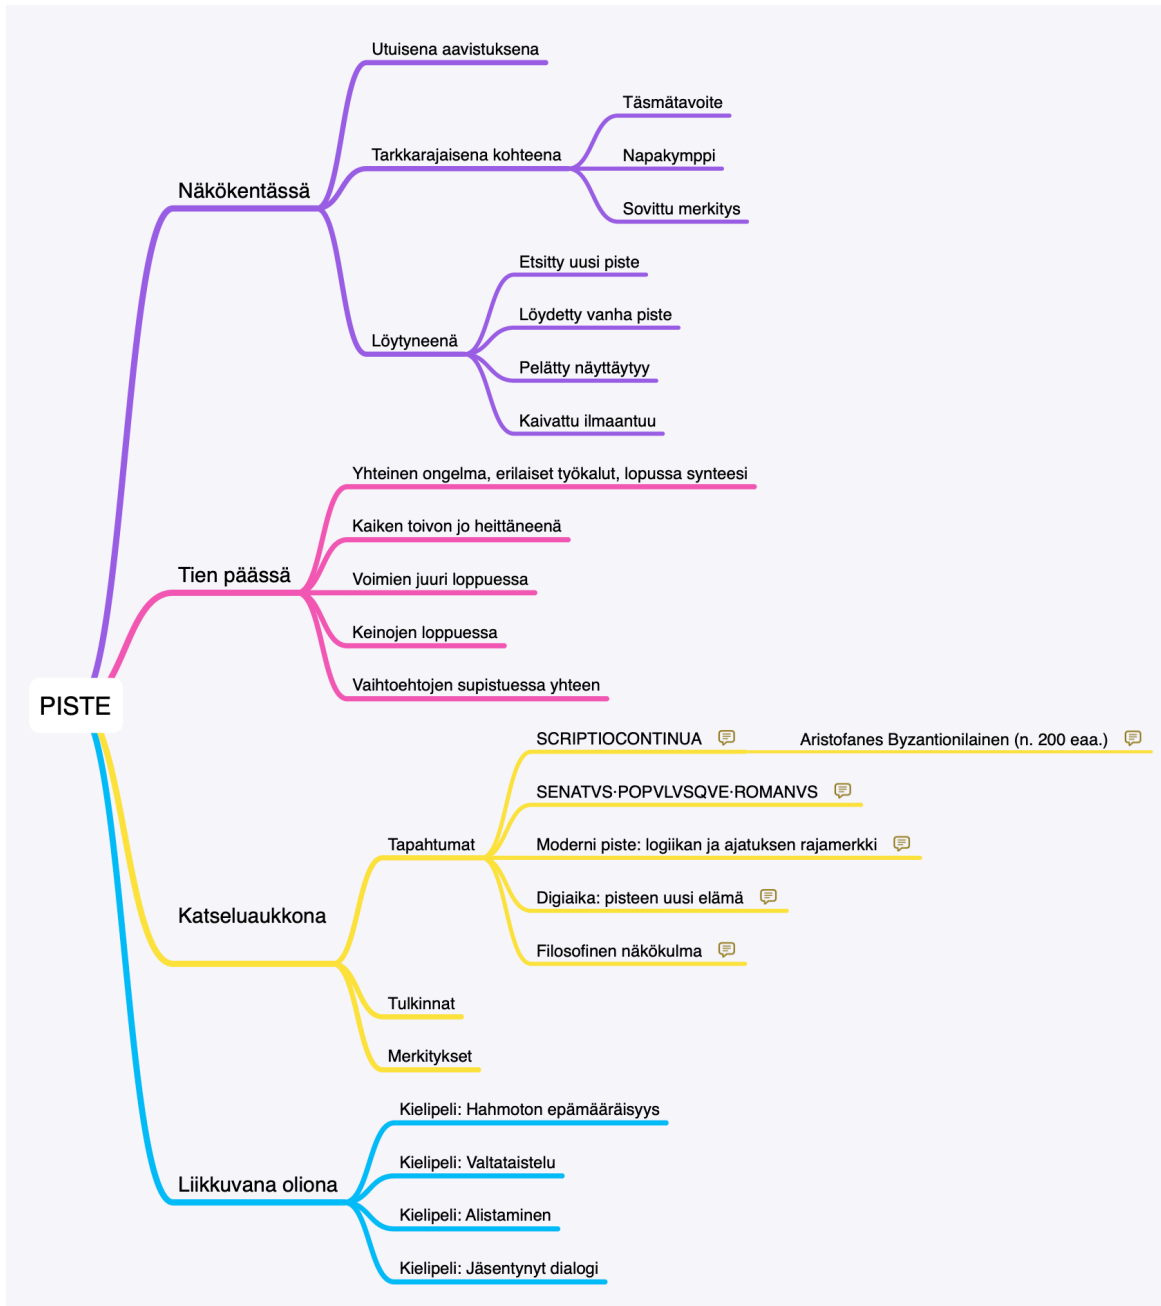 Utuisena aavistuksena
Täsmätavoite
Tarkkarajaisena kohteena
Napakymppi
Näkökentässä
Sovittu merkitys
Etsitty uusi piste
Löydetty vanha piste
Löytyneenä
Pelätty näyttäytyy
Kaivattu ilmaantuu
Yhteinen ongelma, erilaiset työkalut, lopussa synteesi
Kaiken toivon jo heittäneenä
Tien päässä
Voimien juuri loppuessa
Keinojen loppuessa
Vaihtoehtojen supistuessa yhteen
PISTE
SCRIPTIOCONTINUA
Aristofanes Byzantionilainen (n. 200 eaa.)
SENATVS·POPVLVSQVE·ROMANVS
Tapahtumat
Moderni piste: logiikan ja ajatuksen rajamerkki
Digiaika: pisteen uusi elämä
Katseluaukkona
Filosofinen näkökulma
Tulkinnat
Merkitykset
Kielipeli: Hahmoton epämääräisyys
Kielipeli: Valtataistelu
Liikkuvana oliona
Kielipeli: Alistaminen
Kielipeli: Jäsentynyt dialogi